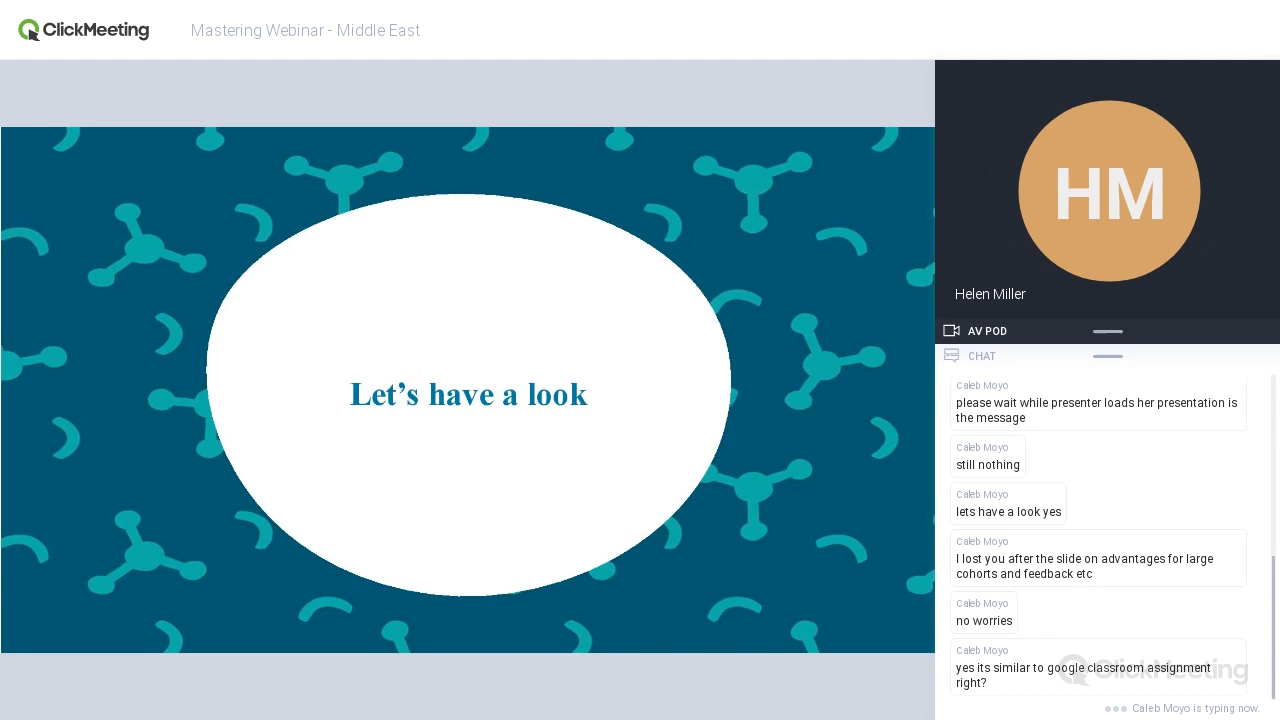 ClickMeeting
Mastering Webinar - Middle East
HM
Helen Miller
AV POD
CHAT
Let's have a look
Caleb Moyo
please wait while presenter loads her presentation is
the message
Caleb Moyo
still nothing
Caleb Moyo
lets have a look yes
Caleb Moyo
I lost you after the slide on advantages for large
cohorts and feedback etc
Caleb Moyo
no worries
Caleb Moyo
yes its similar to google classroom assignment
right?
ClickMeeting
Caleb Moyo is typing now.